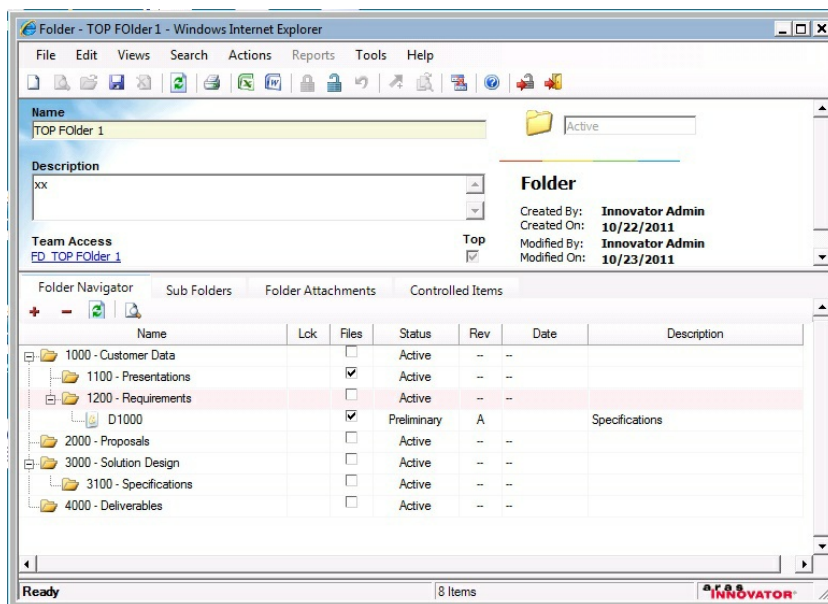 Folder - TOP FOlder 1 - Windows Internet Explorer
File Edit Views Search Actions Reports Tools Help
Name
TOP FOlder 1
Active
Description
xx
Folder
Created By: Innovator Admin
Created On: 10/22/2011
Team Access
Top
Modified By: Innovator Admin
FD TOP FOlder 1
Modified On: 10/23/2011
Folder Navigator Sub Folders Folder Attachments Controlled Items
Name Lck Files Status Rev Date Description
1000 - Customer Data Active -- --
1100 - Presentations Active -- --
1200 - Requirements Active -- --
D1000 Preliminary A Specifications
2000 - Proposals Active -- --
3000 - Solution Design Active -- --
3100 - Specifications Active -- --
4000 - Deliverables Active -- --
Ready 8 Items aras INNOVATOR